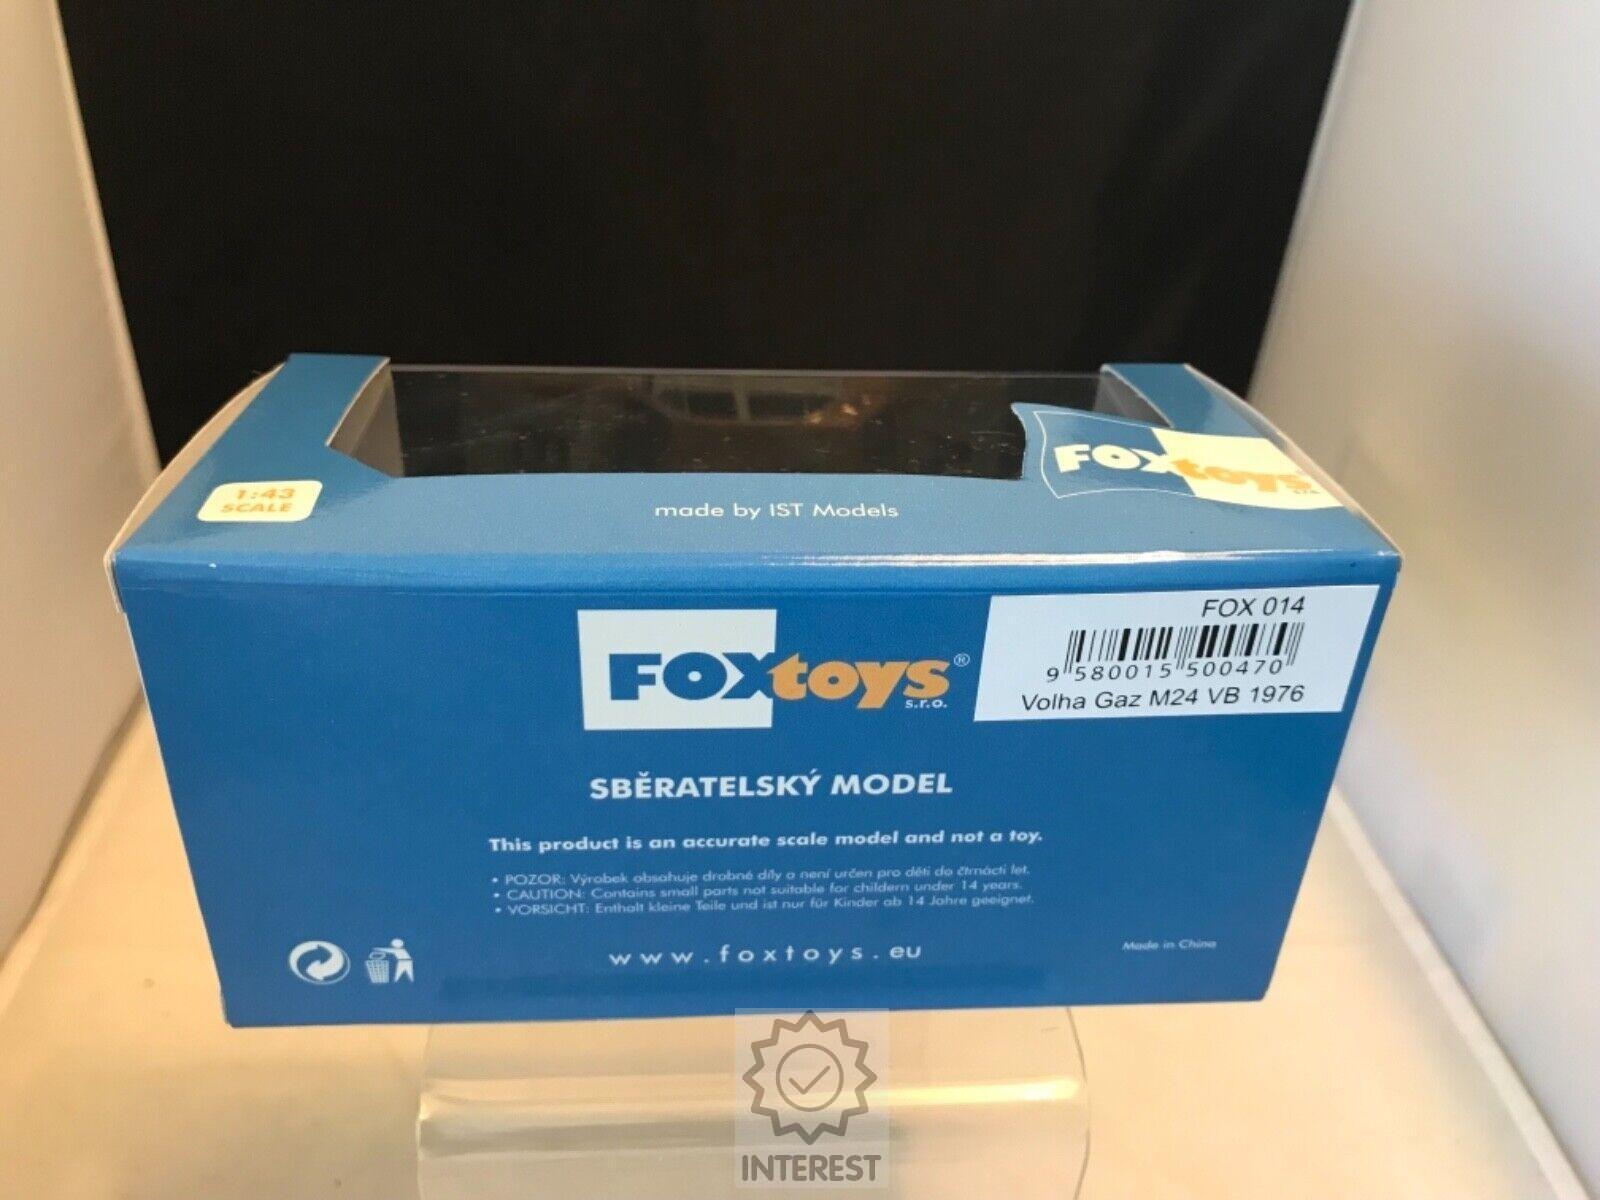 1:43
SCALE
made by IST Models
FOXtoys
s.r.o.
FOX 014
9 580015 500470
Volha Gaz M24 VB 1976
FOXtoys®
s.r.o.
SBĚRATELSKÝ MODEL
This product is an accurate scale model and not a toy.
• POZOR: Výrobek obsahuje drobné díly a není určen pro děti do čtrnácti let.
• CAUTION: Contains small parts not suitable for childern under 14 years.
• VORSICHT: Enthalt kleine Teile und ist nur für Kinder ab 14 Jahre geeignet.
www.foxtoys.eu
Made in China
INTEREST